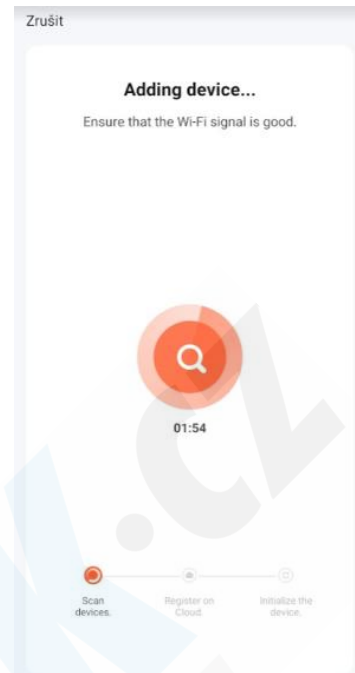 Zrušit
Adding device...
Ensure that the Wi-Fi signal is good.
01:54
Scan
devices.
Register on
Cloud.
Initialize the
device.